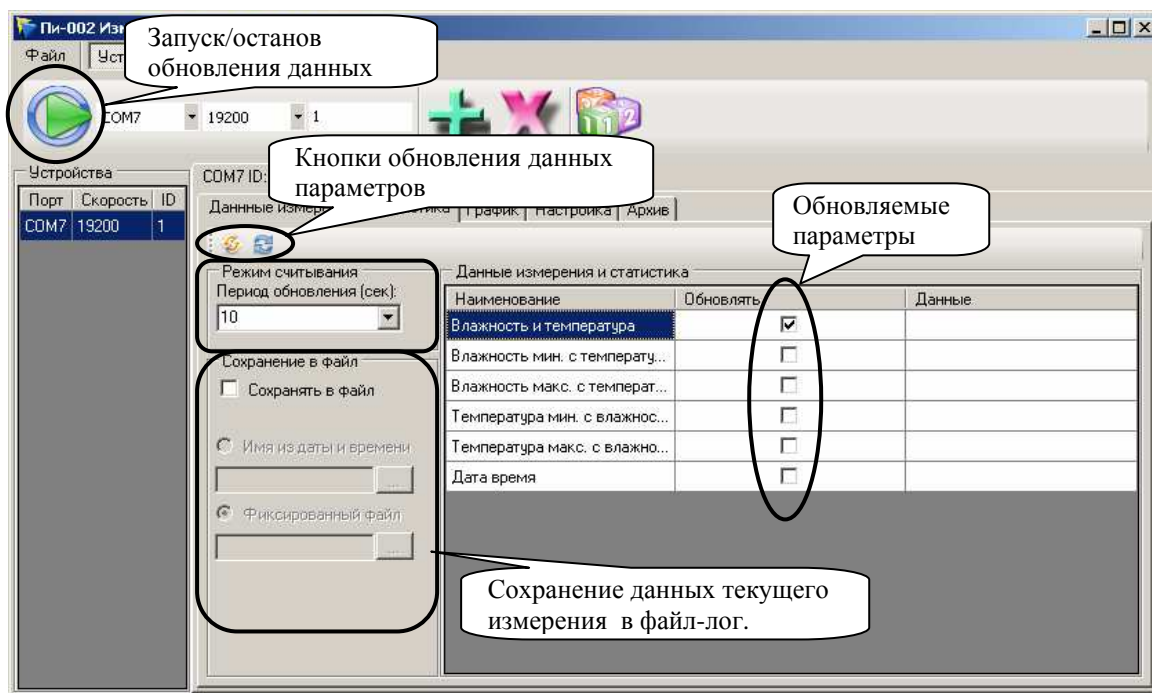 Пи-002 Изм
Запуск/останов
обновления данных
Файл
Уст
COM7 19200 1
Кнопки обновления данных
параметров
Устройства
Порт Скорость ID
COM7 19200 1
COM7 ID:
Даннные измере
ка График Настройка Архив
Обновляемые
параметры
Режим считывания
Период обновления (сек):
10
Данные измерения и статистика
Наименование Обновлять Данные
Влажность и температура
Влажность мин. с температу...
Влажность макс. с температ...
Температура мин. с влажнос...
Температура макс. с влажно...
Дата время
Сохранение в файл
Сохранять в файл
Имя из даты и времени
...
Фиксированный файл
...
Сохранение данных текущего
измерения в файл-лог.